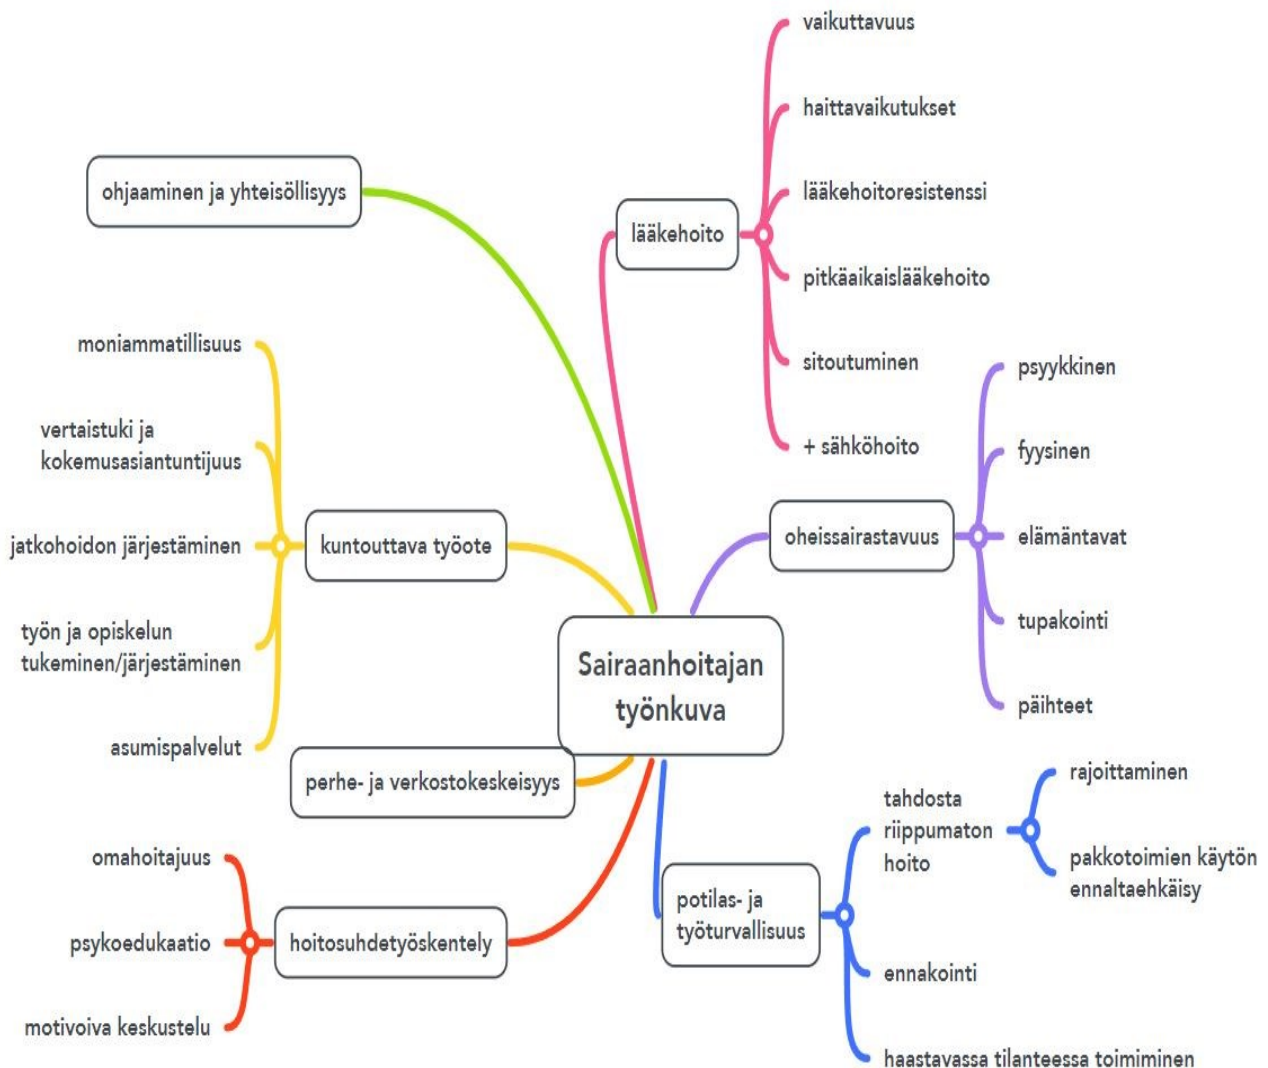 Sairaanhoitajan
työnkuva
ohjaaminen ja yhteisöllisyys
lääkehoito
vaikuttavuus
haittavaikutukset
lääkehoitoresistenssi
pitkäaikaislääkehoito
sitoutuminen
+ sähköhoito
oheissairastavuus
psyykkinen
fyysinen
elämäntavat
tupakointi
päihteet
potilas- ja
työturvallisuus
tahdosta
riippumaton
hoito
rajoittaminen
pakkotoimien käytön
ennaltaehkäisy
ennakointi
haastavassa tilanteessa toimiminen
kuntouttava työote
moniammatillisuus
vertaistuki ja
kokemusasiantuntijuus
jatkohoidon järjestäminen
työn ja opiskelun
tukeminen/järjestäminen
asumispalvelut
perhe- ja verkostokeskeisyys
hoitosuhdetyöskentely
omahoitajuus
psykoedukaatio
motivoiva keskustelu